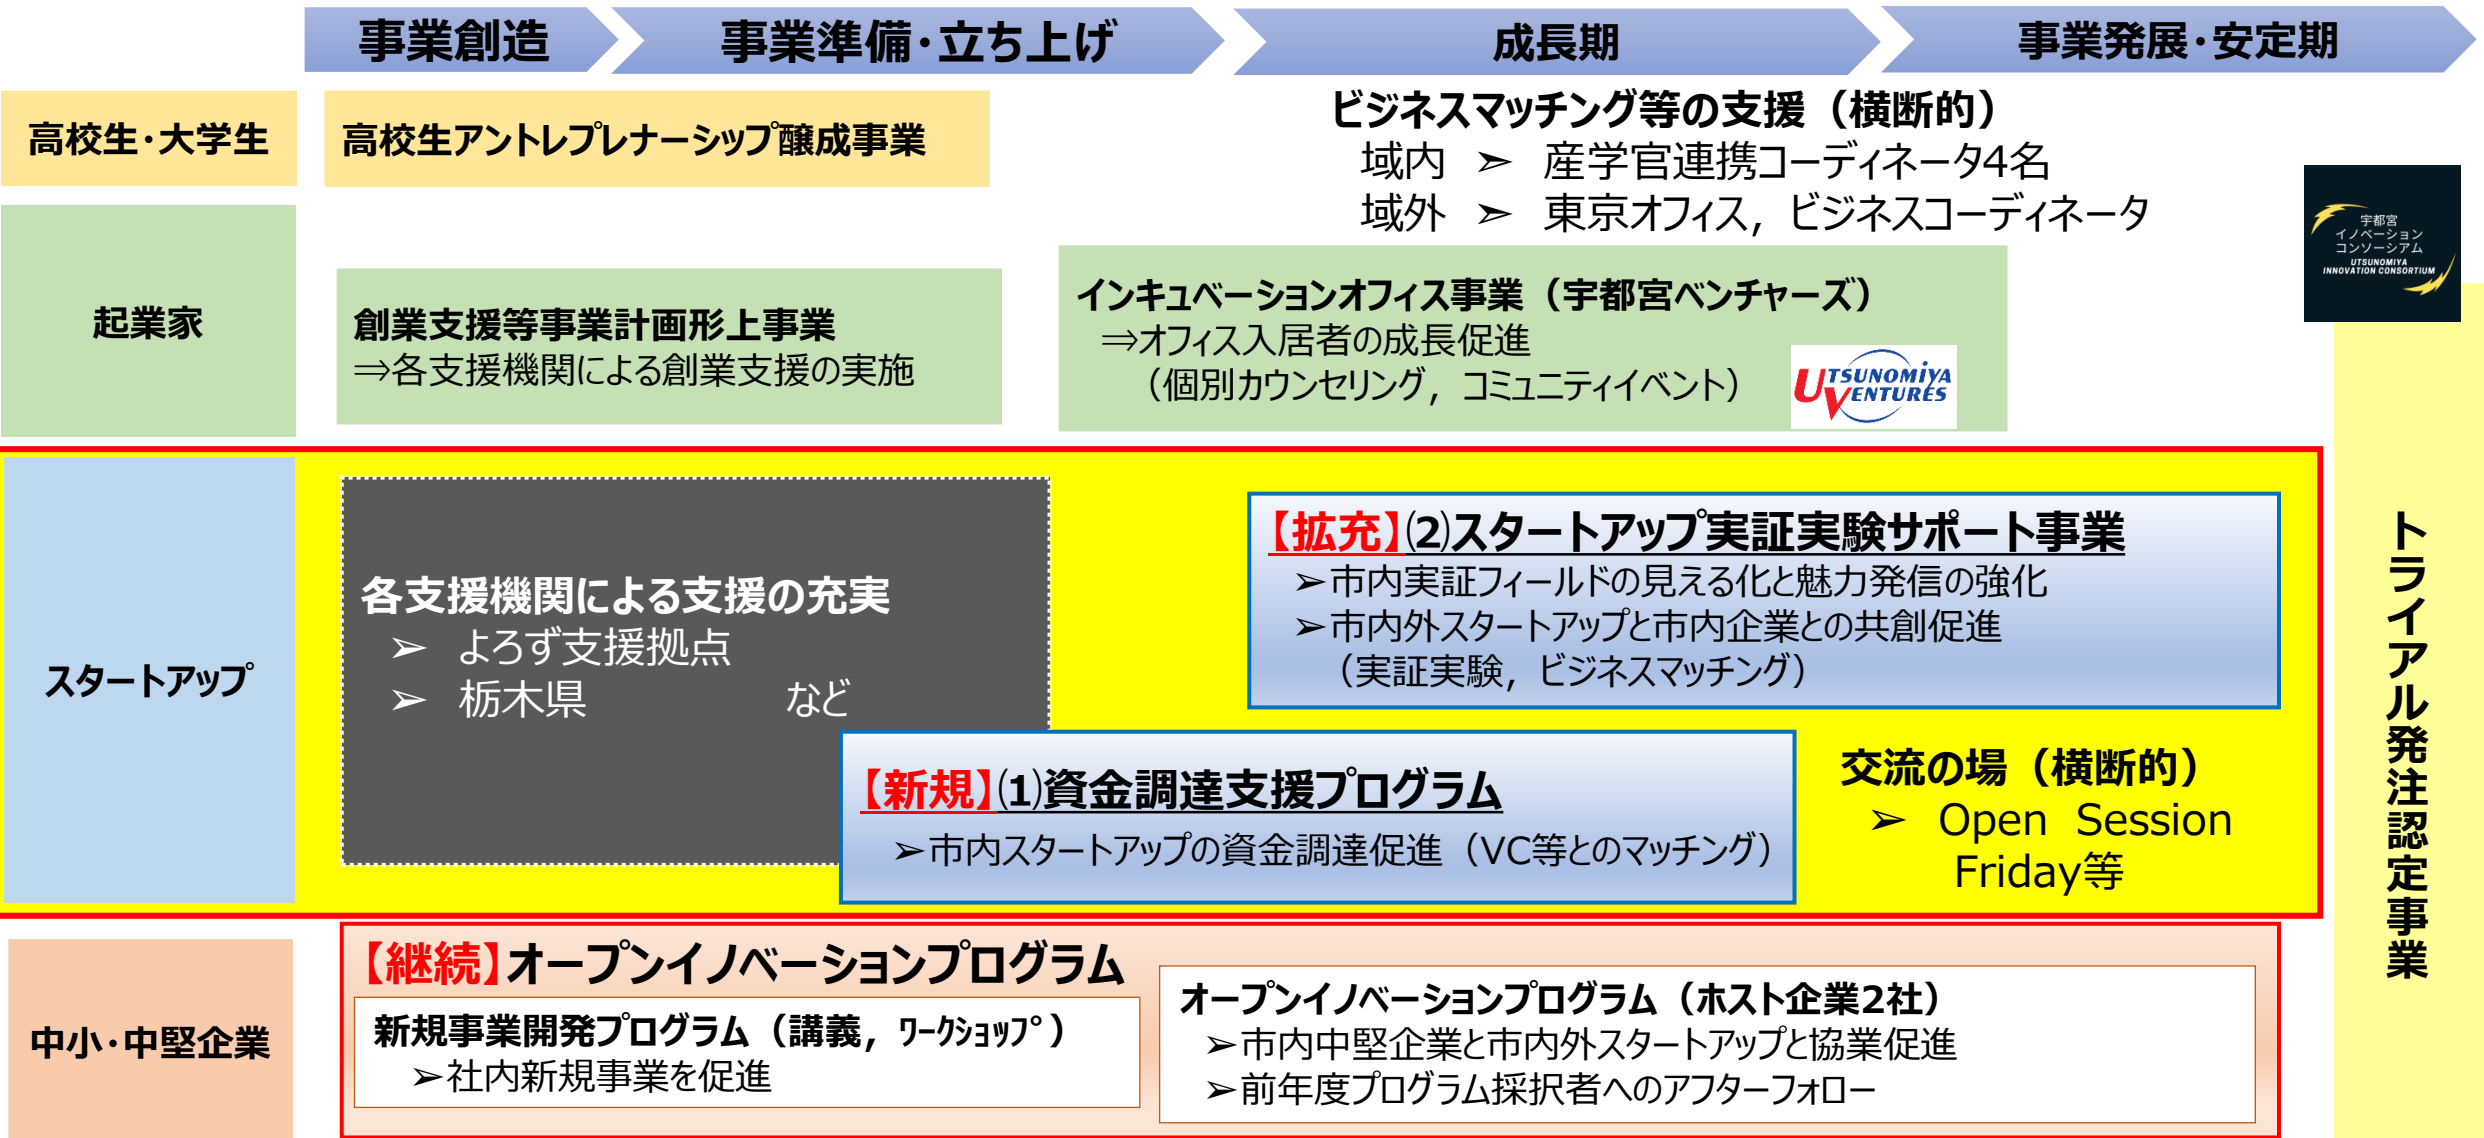 事業創造
事業準備・立ち上げ
成長期
事業発展・安定期
高校生・大学生
高校生アントレプレナーシップ醸成事業
ビジネスマッチング等の支援（横断的）
域内 ➣ 産学官連携コーディネータ4名
域外 ➣ 東京オフィス，ビジネスコーディネータ
宇都宮
イノベーション
コンソーシアム
UTSUNOMIYA
INNOVATION CONSORTIUM
起業家
創業支援等事業計画形上事業
⇒各支援機関による創業支援の実施
インキュベーションオフィス事業（宇都宮ベンチャーズ）
⇒オフィス入居者の成長促進
（個別カウンセリング，コミュニティイベント）
UTSUNOMIYA
VENTURES
スタートアップ
各支援機関による支援の充実
➢ よろず支援拠点
➢ 栃木県 など
【拡充】⑵スタートアップ実証実験サポート事業
➢市内実証フィールドの見える化と魅力発信の強化
➢市内外スタートアップと市内企業との共創促進
（実証実験，ビジネスマッチング）
【新規】⑴資金調達支援プログラム
➢市内スタートアップの資金調達促進（VC等とのマッチング）
交流の場（横断的）
➢ Open Session
Friday等
トライアル発注認定事業
中小・中堅企業
【継続】オープンイノベーションプログラム
新規事業開発プログラム（講義，ﾜｰｸｼｮｯﾌﾟ）
➢社内新規事業を促進
オープンイノベーションプログラム（ホスト企業2社）
➢市内中堅企業と市内外スタートアップと協業促進
➢前年度プログラム採択者へのアフターフォロー